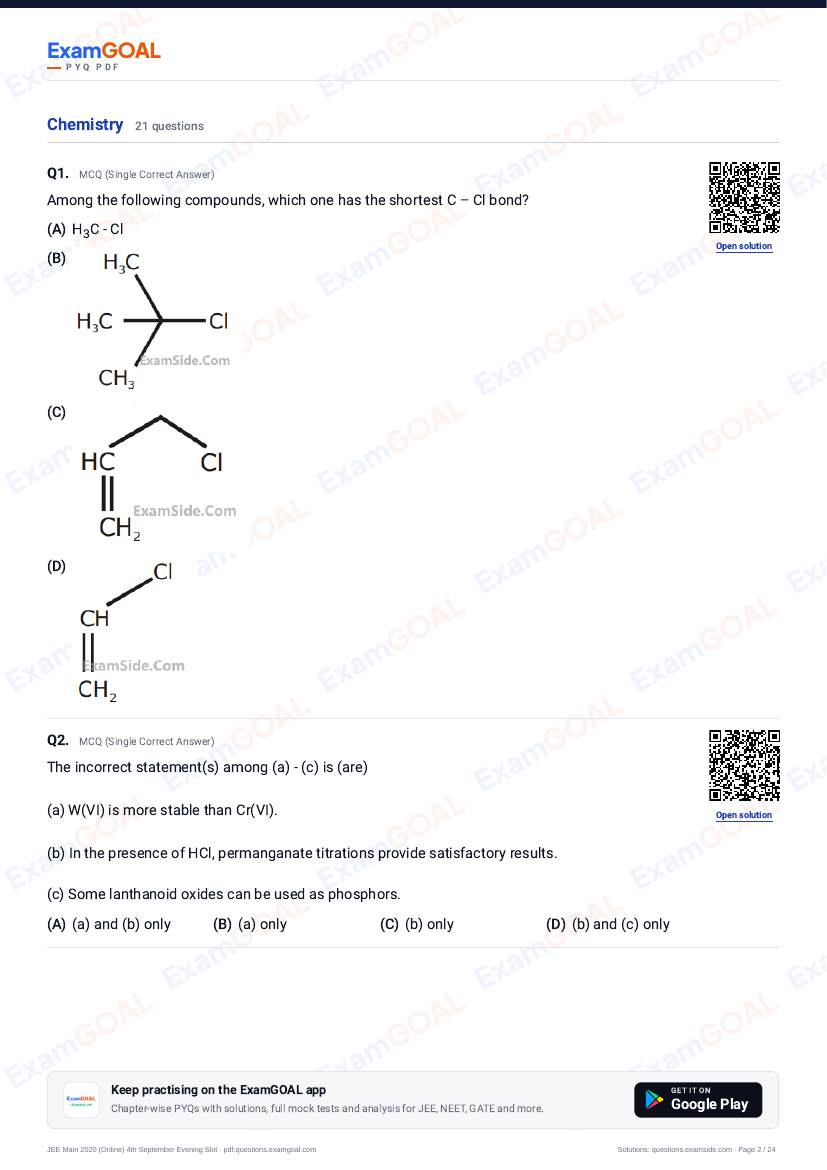 ExamGOAL
PYQ PDF
Chemistry 21 questions
Q1. MCQ (Single Correct Answer)
Among the following compounds, which one has the shortest C – Cl bond?
Open solution
(A) H3C - Cl
(B)
H3C
H3C Cl
ExamSide.Com
CH3
(C)
HC Cl
ExamSide.Com
CH2
(D)
Cl
CH
ExamSide.Com
CH2
Q2. MCQ (Single Correct Answer)
The incorrect statement(s) among (a) - (c) is (are)
Open solution
(a) W(VI) is more stable than Cr(VI).
(b) In the presence of HCl, permanganate titrations provide satisfactory results.
(c) Some lanthanoid oxides can be used as phosphors.
(A) (a) and (b) only (B) (a) only (C) (b) only (D) (b) and (c) only
ExamGOAL
Keep practising on the ExamGOAL app
Chapter-wise PYQs with solutions, full mock tests and analysis for JEE, NEET, GATE and more.
GET IT ON
Google Play
JEE Main 2020 (Online) 4th September Evening Slot · pdf.questions.examgoal.com
Solutions: questions.examside.com · Page 2 / 24